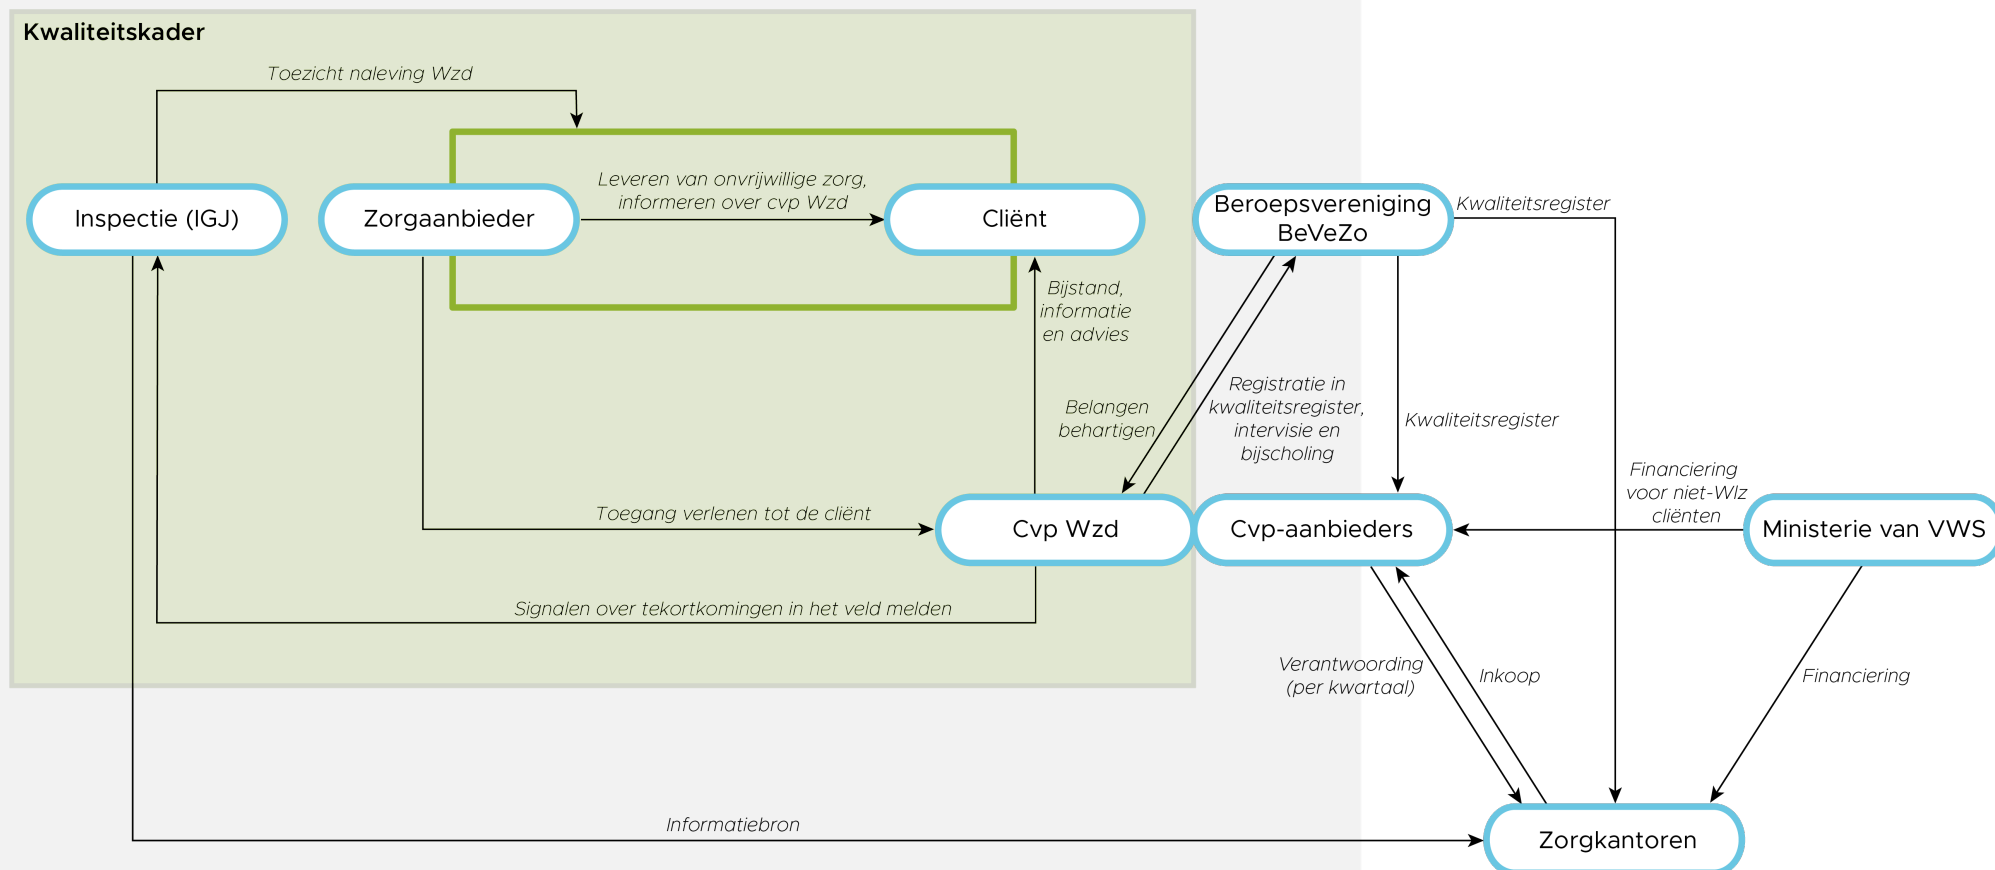 Kwaliteitskader
Toezicht naleving Wzd
Leveren van onvrijwillige zorg,
informeren over cvp Wzd
Inspectie (IGJ)
Zorgaanbieder
Cliënt
Beroepsvereniging
BeVeZo
Kwaliteitsregister
Bijstand,
informatie
en advies
Belangen
behartigen
Registratie in
kwaliteitsregister,
intervisie en
bijscholing
Kwaliteitsregister
Financiering
voor niet-Wlz
cliënten
Toegang verlenen tot de cliënt
Cvp Wzd
Cvp-aanbieders
Ministerie van VWS
Signalen over tekortkomingen in het veld melden
Verantwoording
(per kwartaal)
Inkoop
Financiering
Informatiebron
Zorgkantoren